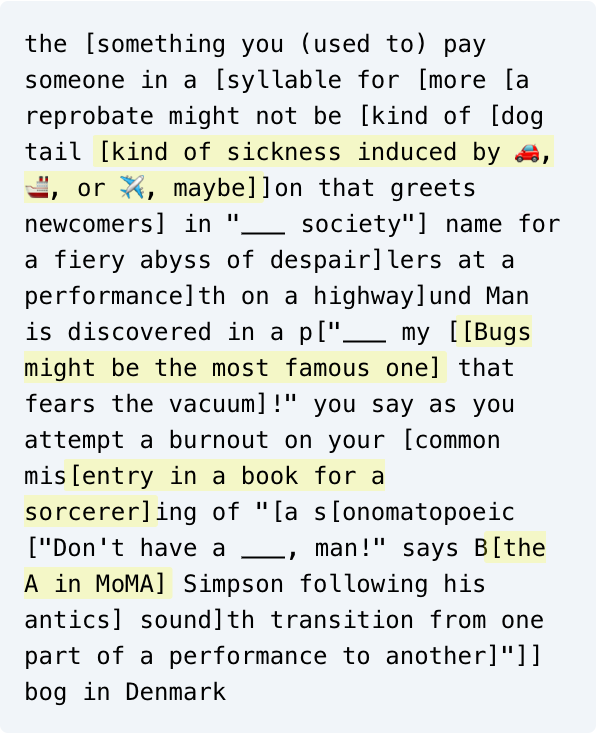 the [something you (used to) pay
someone in a [syllable for [more [a
reprobate might not be [kind of [dog
tail [kind of sickness induced by 🚗,
🚢, or ✈️, maybe]]on that greets
newcomers] in "___ society"] name for
a fiery abyss of despair]lers at a
performance]th on a highway]und Man
is discovered in a p["___ my [[Bugs
might be the most famous one] that
fears the vacuum]!" you say as you
attempt a burnout on your [common
mis[entry in a book for a
sorcerer]ing of "[a s[onomatopoeic
["Don't have a ___, man!" says B[the
A in MoMA] Simpson following his
antics] sound]th transition from one
part of a performance to another]"]]
bog in Denmark